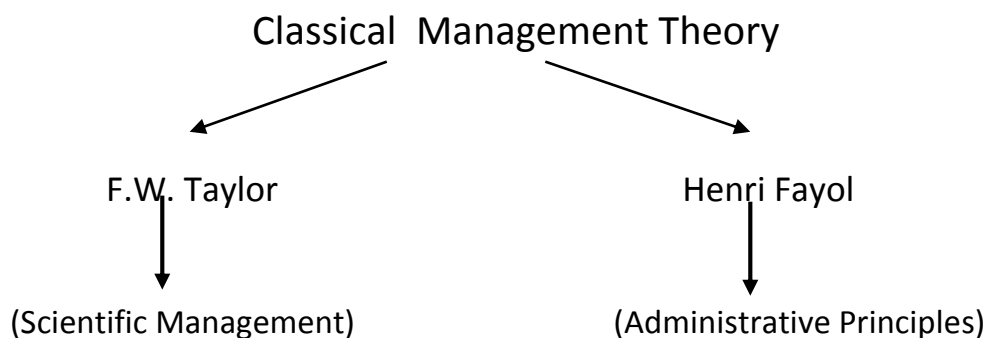 Classical Management Theory
F.W. Taylor
Henri Fayol
(Scientific Management)
(Administrative Principles)